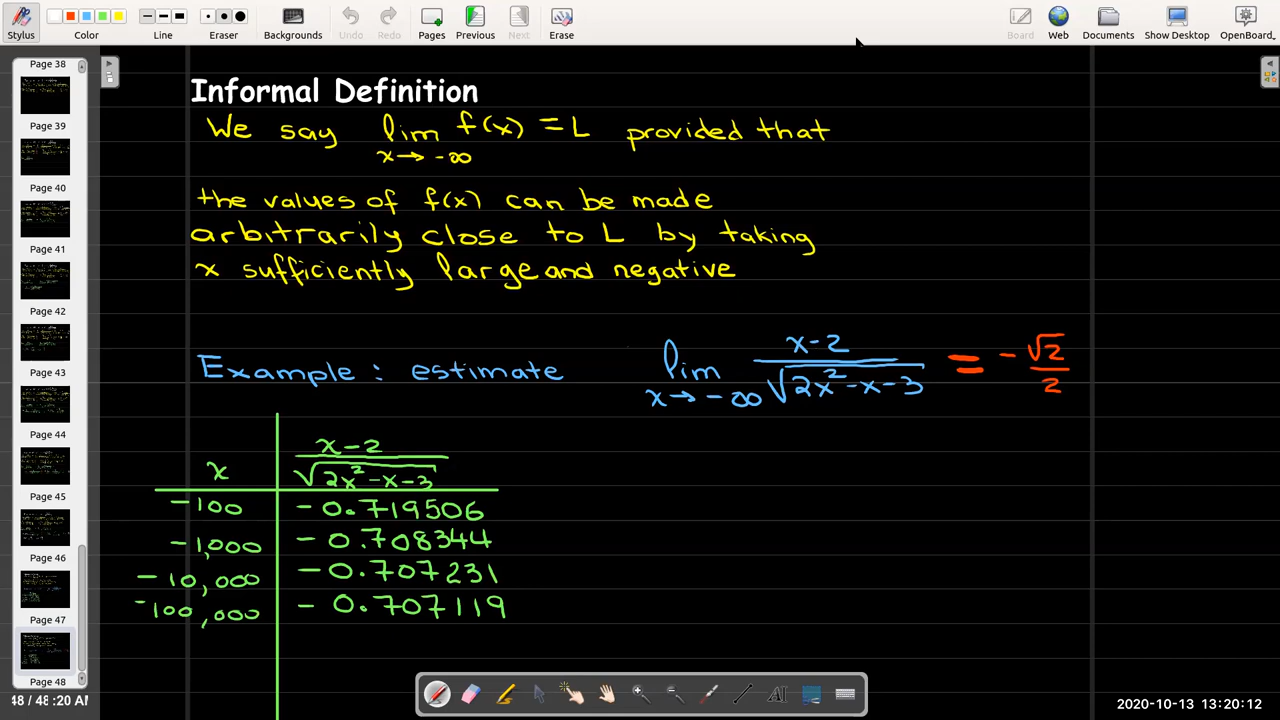 Stylus Color Line Eraser Backgrounds Undo Redo Pages Previous Next Erase Board Web Documents Show Desktop OpenBoard
Page 38
Page 39
Page 40
Page 41
Page 42
Page 43
Page 44
Page 45
Page 46
Page 47
Page 48
Informal Definition
We say lim x→-∞ f(x) = L provided that
the values of f(x) can be made
arbitrarily close to L by taking
x sufficiently large and negative
Example: estimate lim x→-∞ (x-2)/√(2x²-x-3) = -√2/2
x (x-2)/√(2x²-x-3)
-100 -0.719506
-1,000 -0.708344
-10,000 -0.707231
-100,000 -0.707119
AI
2020-10-13 13:20:12